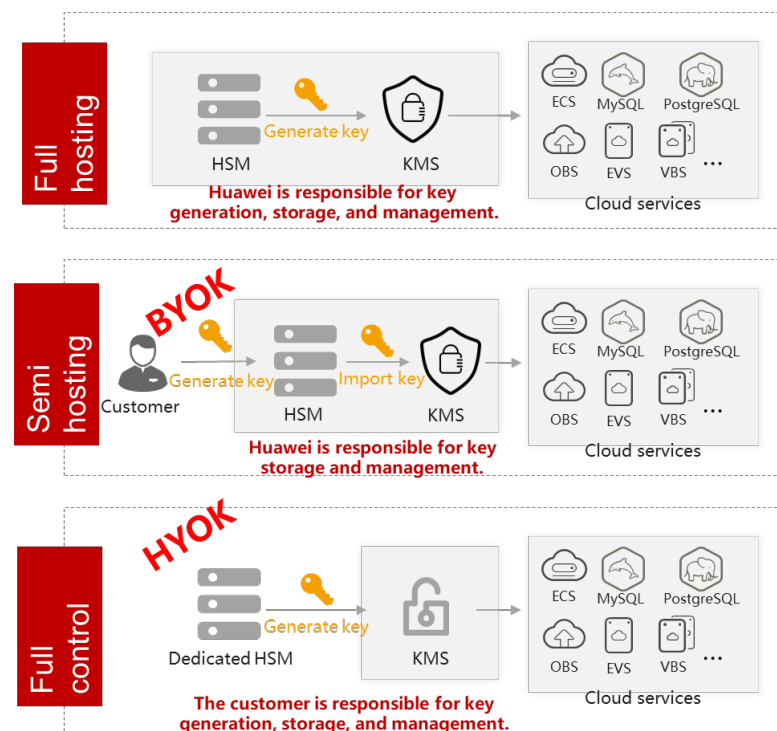 Full
hosting
Generate key
HSM
KMS
Huawei is responsible for key
generation, storage, and management.
ECS
MySQL
PostgreSQL
OBS
EVS
VBS
...
Cloud services
Semi
hosting
BYOK
Customer
Generate key
HSM
Import key
KMS
Huawei is responsible for key
storage and management.
ECS
MySQL
PostgreSQL
OBS
EVS
VBS
...
Cloud services
Full
control
HYOK
Dedicated HSM
Generate key
KMS
The customer is responsible for key
generation, storage, and management.
ECS
MySQL
PostgreSQL
OBS
EVS
VBS
...
Cloud services